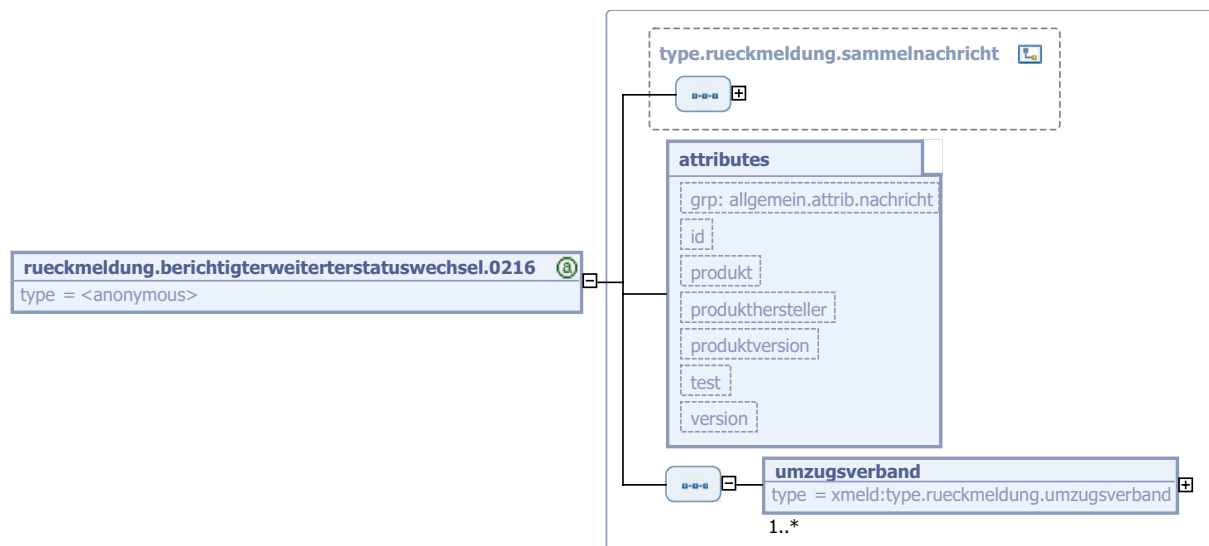 type.rueckmeldung.sammelnachricht
attributes
grp: allgemein.attrib.nachricht
id
produkt
produkthersteller
produktversion
test
version
rueckmeldung.berichtigterweiterterstatuswechsel.0216 a
type = <anonymous>
umzugsverband
type = xmeld:type.rueckmeldung.umzugsverband
1..*